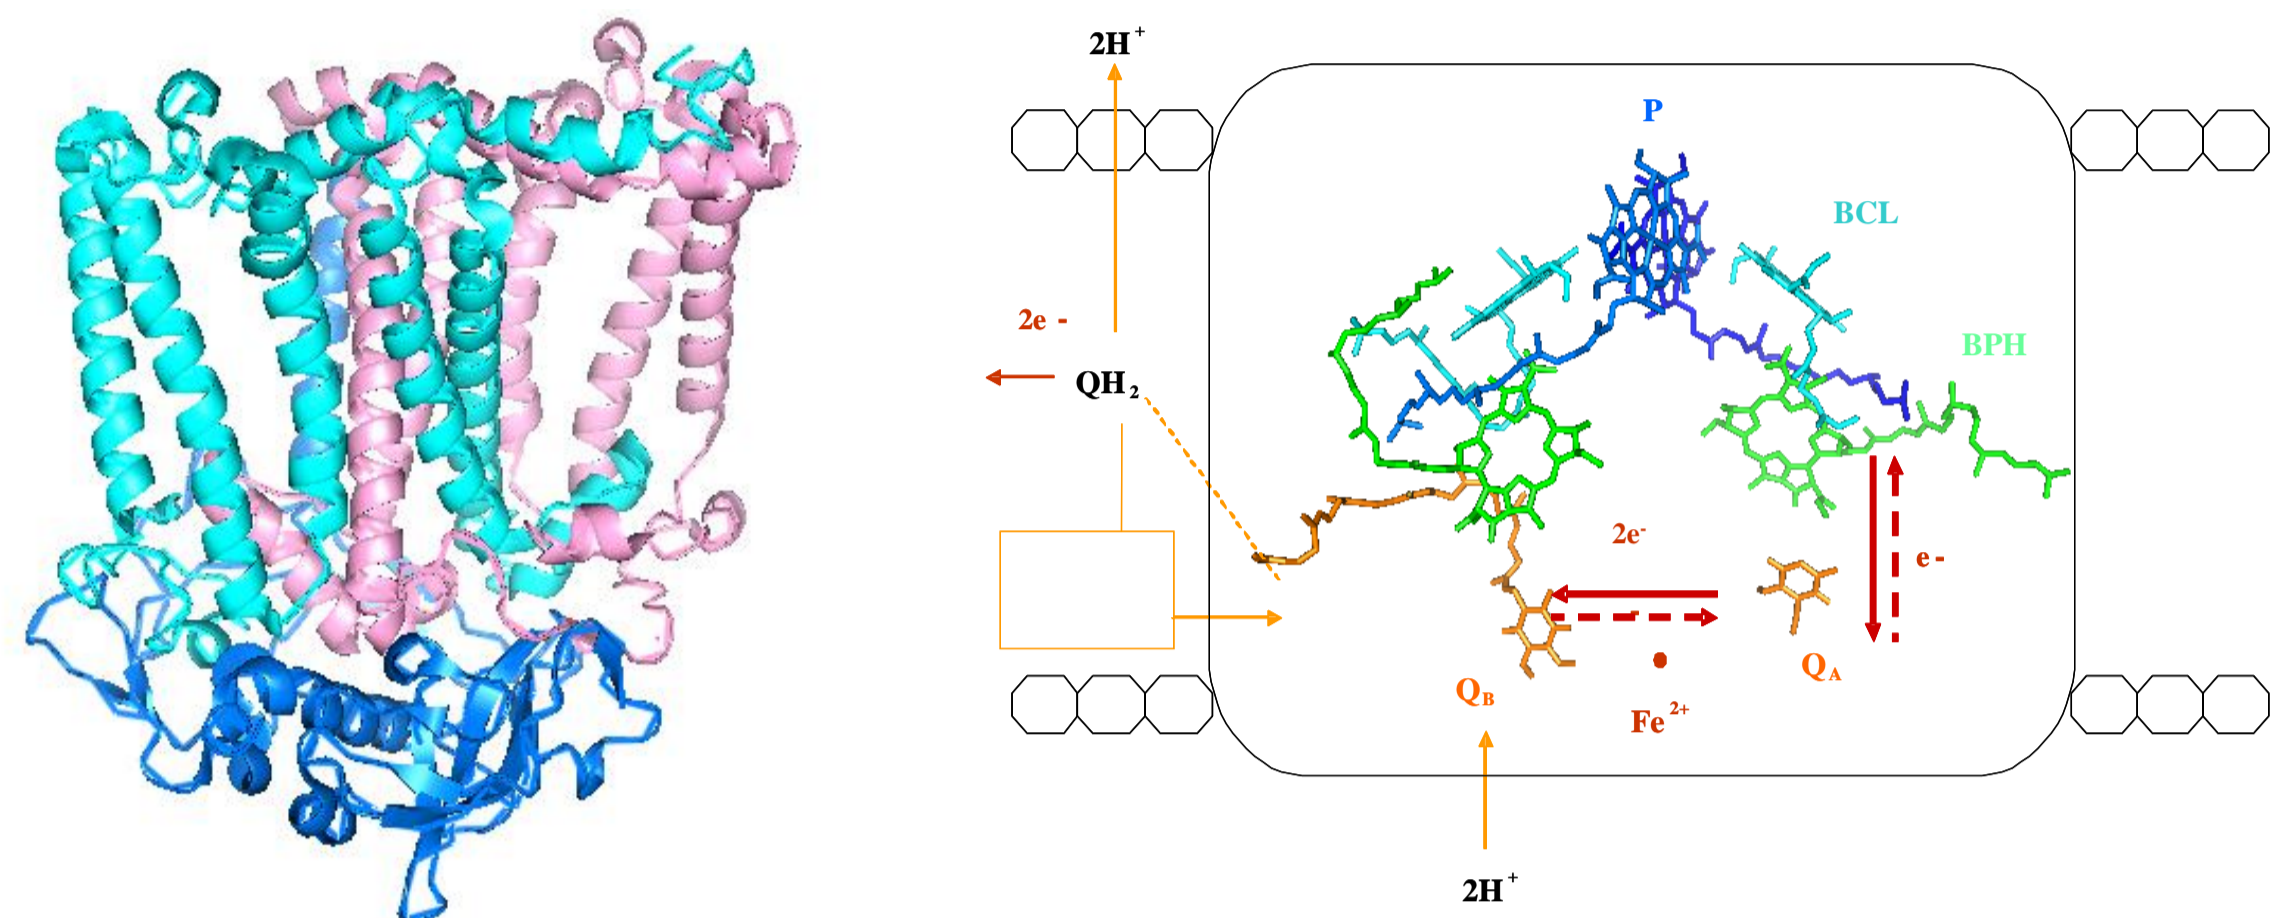 2H+
P
BCL
2e -
BPH
QH2
2e-
e -
QA
QB
Fe2+
2H+